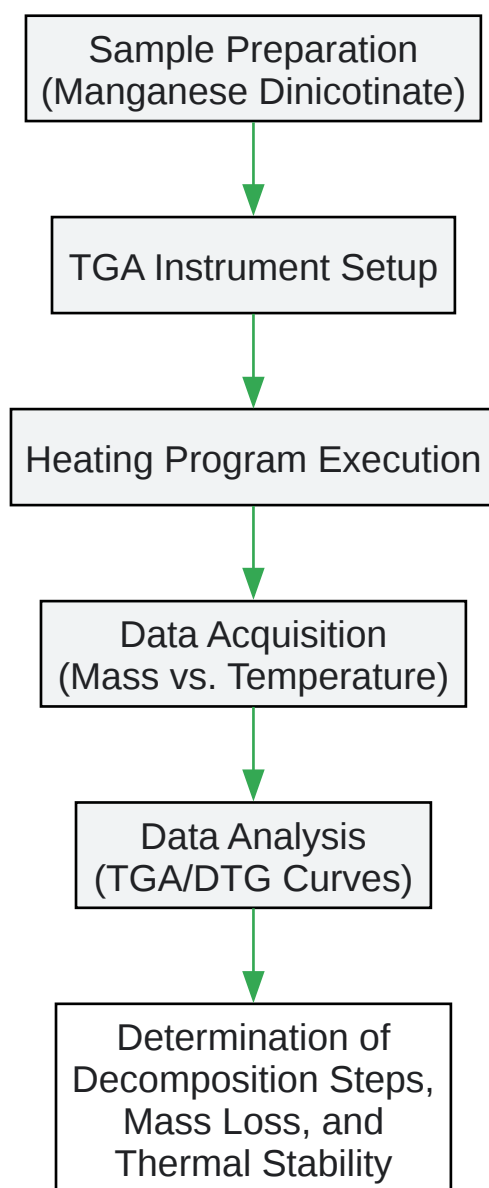 Sample Preparation
(Manganese Dinicotinate)
TGA Instrument Setup
Heating Program Execution
Data Acquisition
(Mass vs. Temperature)
Data Analysis
(TGA/DTG Curves)
Determination of
Decomposition Steps,
Mass Loss, and
Thermal Stability